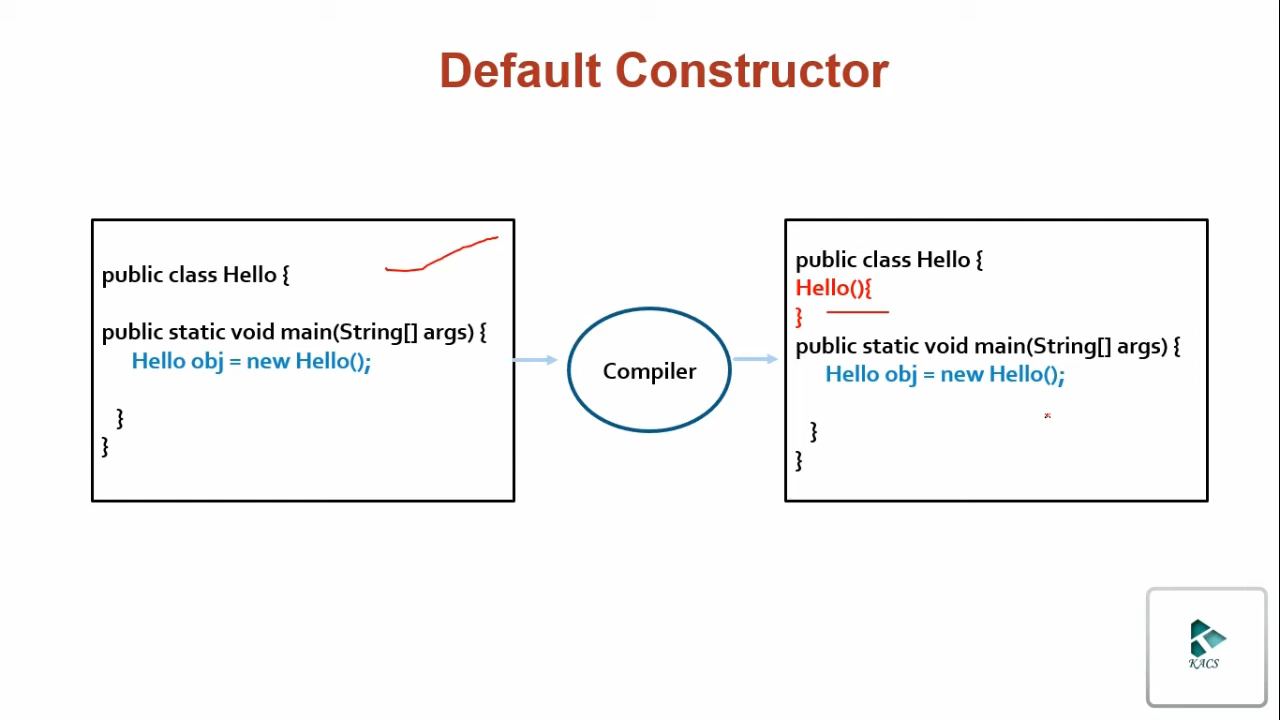 Default Constructor
public class Hello {
public static void main(String[] args) {
Hello obj = new Hello();
}
}
Compiler
public class Hello {
Hello(){
}
public static void main(String[] args) {
Hello obj = new Hello();
}
}
KACS